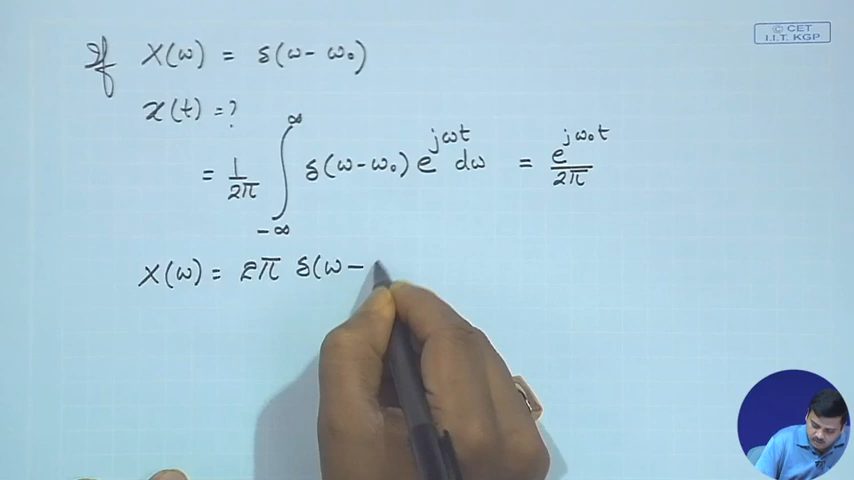 © CET
I.I.T. KGP
If X(ω) = δ(ω - ω₀)
x(t) = ?
= 1/2π ∫_{-∞}^{∞} δ(ω - ω₀) e^{jωt} dω = e^{jω₀t}/2π
X(ω) = 2π δ(ω -